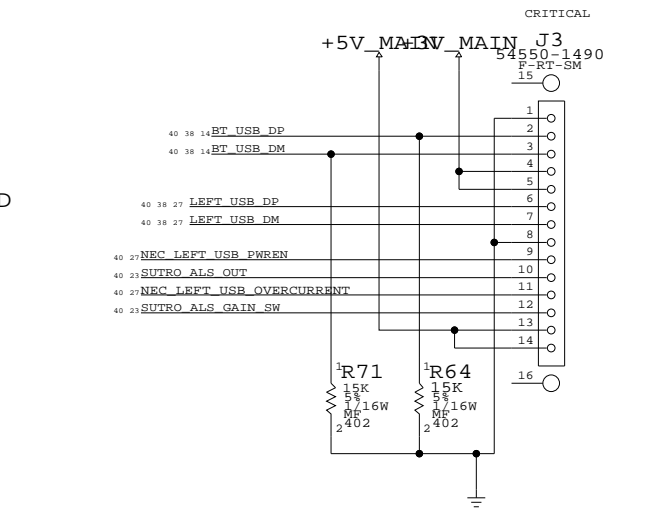 CRITICAL
+5V_MAIN
+3V_MAIN
J3
54550-1490
F-RT-SM
15
1
40 38 14 BT_USB_DP 2
40 38 14 BT_USB_DM 3
4
5
40 38 27 LEFT_USB_DP 6
40 38 27 LEFT_USB_DM 7
8
40 27 NEC_LEFT_USB_PWREN 9
40 23 SUTRO_ALS_OUT 10
40 27 NEC_LEFT_USB_OVERCURRENT 11
40 23 SUTRO_ALS_GAIN_SW 12
13
14
16
1
R71
15K
5%
1/16W
MF
402
2
1
R64
15K
5%
1/16W
MF
402
2
D